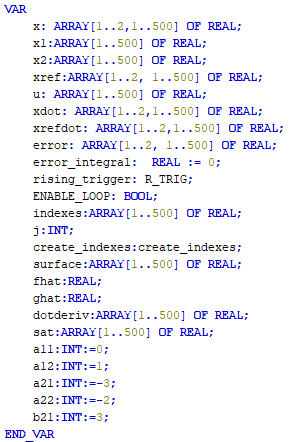 VAR
x: ARRAY[1..2,1..500] OF REAL;
x1:ARRAY[1..500] OF REAL;
x2:ARRAY[1..500] OF REAL;
xref:ARRAY[1..2, 1..500] OF REAL;
u: ARRAY[1..500] OF REAL;
xdot: ARRAY[1..2,1..500] OF REAL;
xrefdot: ARRAY[1..2,1..500] OF REAL;
error: ARRAY[1..2, 1..500] OF REAL;
error_integral:  REAL := 0;
rising_trigger: R_TRIG;
ENABLE_LOOP: BOOL;
indexes:ARRAY[1..500] OF REAL;
j:INT;
create_indexes:create_indexes;
surface:ARRAY[1..500] OF REAL;
fhat:REAL;
ghat:REAL;
dotderiv:ARRAY[1..500] OF REAL;
sat:ARRAY[1..500] OF REAL;
a11:INT:=0;
a12:INT:=1;
a21:INT:=-3;
a22:INT:=-2;
b21:INT:=3;
END_VAR